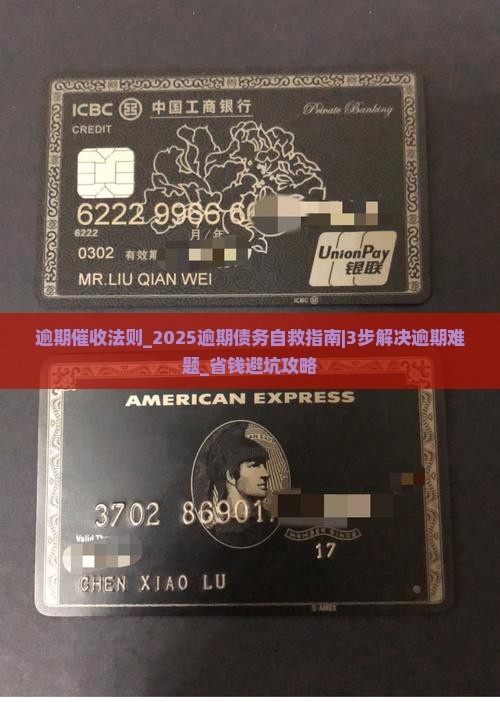 ICBC 中国工商银行 Private Banking
CREDIT
6222 9966 6
6222
月/年
0302 有效期
UnionPay
银联
MR.LIU QIAN WEI
逾期催收法则_2025逾期债务自救指南|3步解决逾期难
题_省钱避坑攻略
AMERICAN EXPRESS
3702 86901
MEMBER SINCE
Valid
17
CHEN XIAO LU
© AMEX